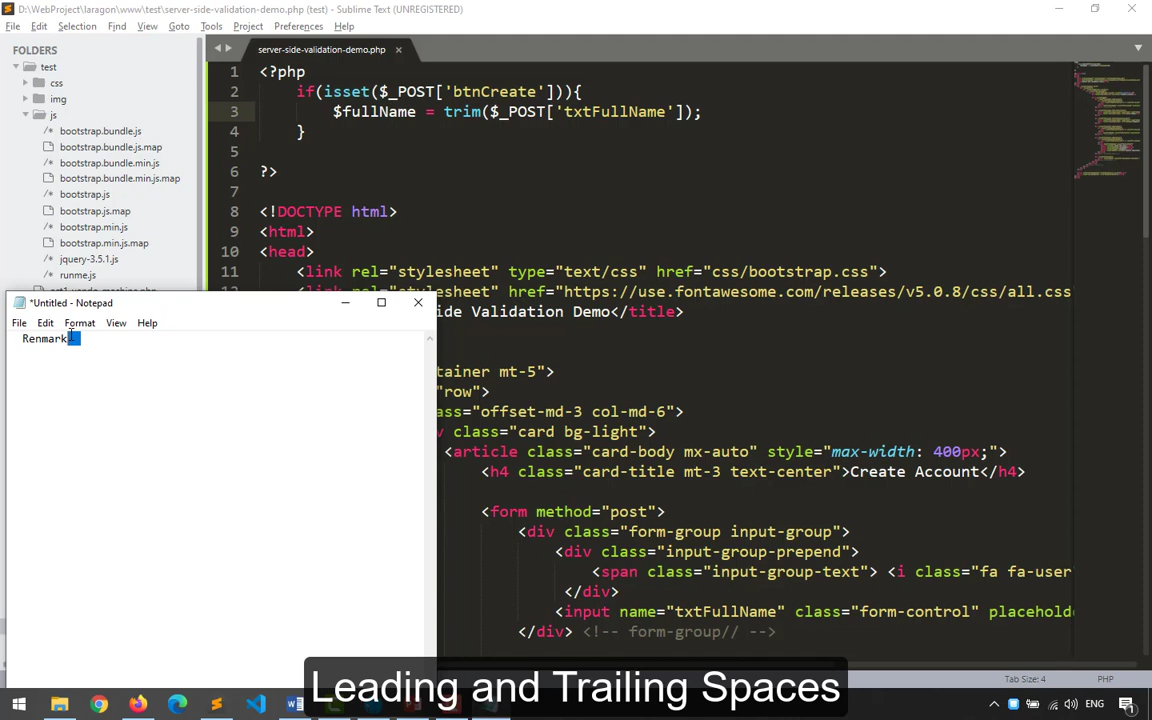 D:\WebProject\laragon\www\test\server-side-validation-demo.php (test) - Sublime Text (UNREGISTERED)
File Edit Selection Find View Goto Tools Project Preferences Help
FOLDERS
test
css
img
js
bootstrap.bundle.js
bootstrap.bundle.js.map
bootstrap.bundle.min.js
bootstrap.bundle.min.js.map
bootstrap.js
bootstrap.js.map
bootstrap.min.js
bootstrap.min.js.map
jquery-3.5.1.js
runme.js
server-side-validation-demo.php
1 <?php
2 if(isset($_POST['btnCreate'])){
3 $fullName = trim($_POST['txtFullName']);
4 }
5
6 ?>
7
8 <!DOCTYPE html>
9 <html>
10 <head>
11 <link rel="stylesheet" type="text/css" href="css/bootstrap.css">
12 <link rel="stylesheet" href="https://use.fontawesome.com/releases/v5.0.8/css/all.css
ide Validation Demo</title>
tainer mt-5">
"row">
ass="offset-md-3 col-md-6">
v class="card bg-light">
<article class="card-body mx-auto" style="max-width: 400px;">
<h4 class="card-title mt-3 text-center">Create Account</h4>
<form method="post">
<div class="form-group input-group">
<div class="input-group-prepend">
<span class="input-group-text"> <i class="fa fa-user
</div>
<input name="txtFullName" class="form-control" placeholde
</div> <!-- form-group// -->
*Untitled - Notepad
File Edit Format View Help
Renmark
Leading and Trailing Spaces
Tab Size: 4 PHP
ENG